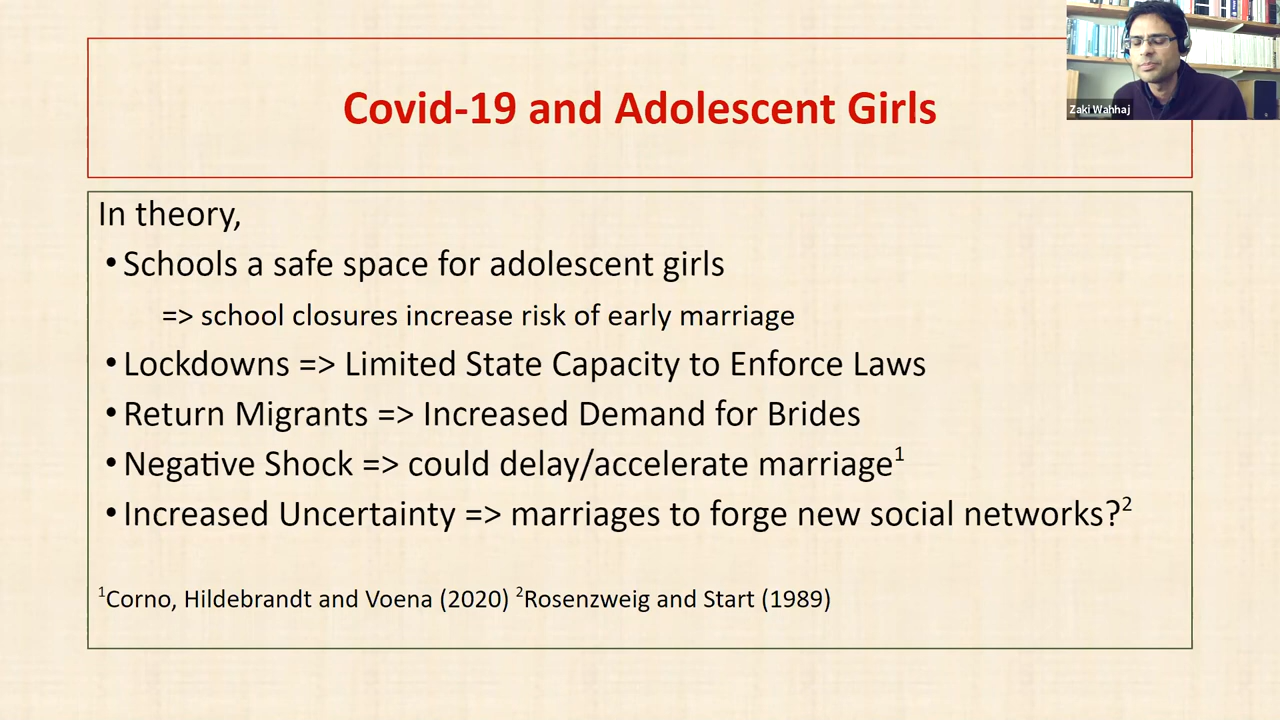 Zaki Wahhaj
Covid-19 and Adolescent Girls
In theory,
•Schools a safe space for adolescent girls
=> school closures increase risk of early marriage
•Lockdowns => Limited State Capacity to Enforce Laws
•Return Migrants => Increased Demand for Brides
•Negative Shock => could delay/accelerate marriage¹
•Increased Uncertainty => marriages to forge new social networks?²
¹Corno, Hildebrandt and Voena (2020) ²Rosenzweig and Start (1989)